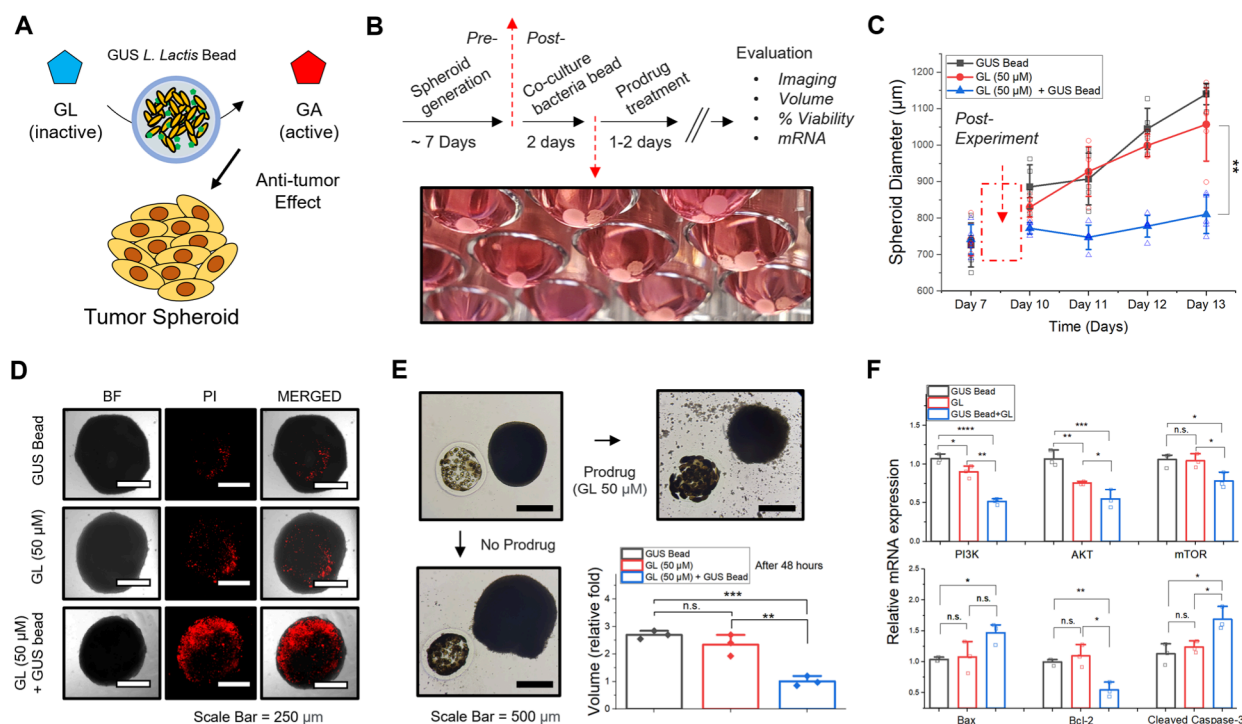 A
GUS L. Lactis Bead
GL
(inactive)
GA
(active)
Anti-tumor
Effect
Tumor Spheroid
B
Pre-
Post-
Spheroid
generation
Co-culture
bacteria bead
Prodrug
treatment
~ 7 Days
2 days
1-2 days
Evaluation
• Imaging
• Volume
• % Viability
• mRNA
C
GUS Bead
GL (50 μM)
GL (50 μM) + GUS Bead
Post-
Experiment
**
Spheroid Diameter (μm)
1200
1100
1000
900
800
700
600
Day 7
Day 10
Day 11
Day 12
Day 13
Time (Days)
D
BF
PI
MERGED
GUS Bead
GL (50 μM)
GL (50 μM)
+ GUS bead
Scale Bar = 250 μm
E
Prodrug
(GL 50 μM)
No Prodrug
Scale Bar = 500 μm
GUS Bead
GL (50 μM)
GL (50 μM) + GUS Bead
After 48 hours
***
n.s.
**
Volume (relative fold)
4
3
2
1
0
F
GUS Bead
GL
GUS Bead+GL
Relative mRNA expression
1.5
1.0
0.5
0.0
****
*
**
***
**
*
*
n.s.
*
PI3K
AKT
mTOR
2.0
1.5
1.0
0.5
*
n.s.
n.s.
**
n.s.
*
*
n.s.
*
Bax
Bcl-2
Cleaved Caspase-3